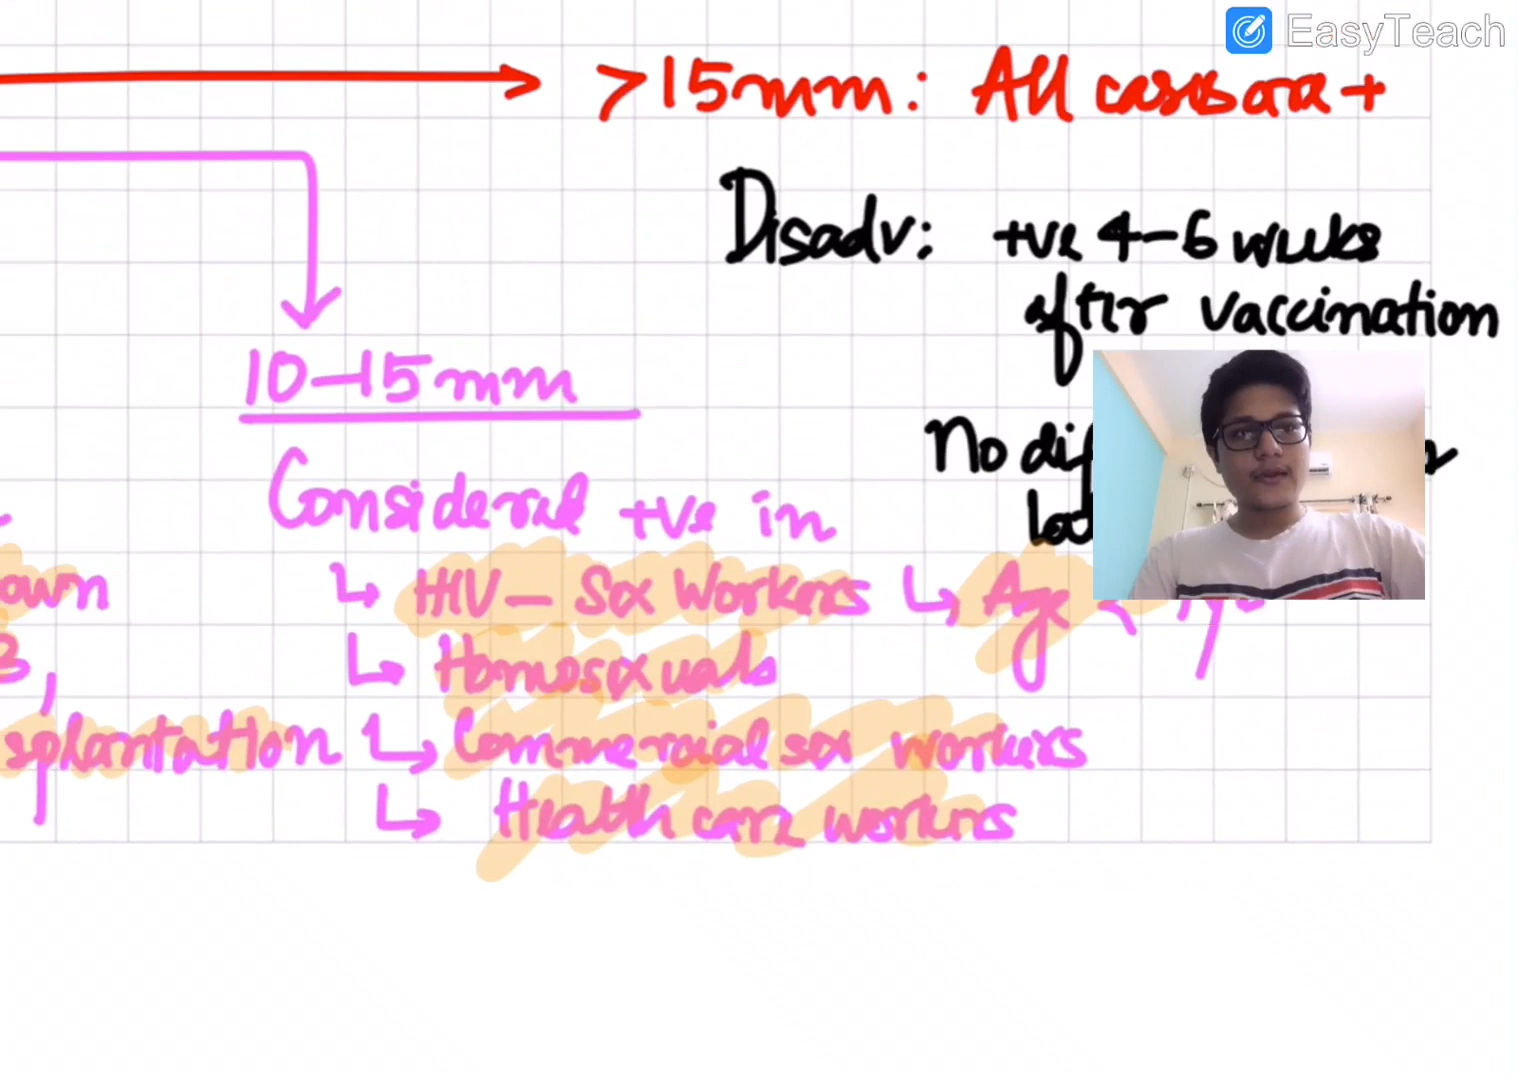 EasyTeach
>15mm: All cases are +
Disadv: +ve 4-6 weeks
after vaccination
10-15mm
No dif
Considered +ve in
own
↳ HIV - Sex Workers ↳ Age <
↳ Homosexuals
splantation ↳ Commercial sex workers
↳ Health care workers